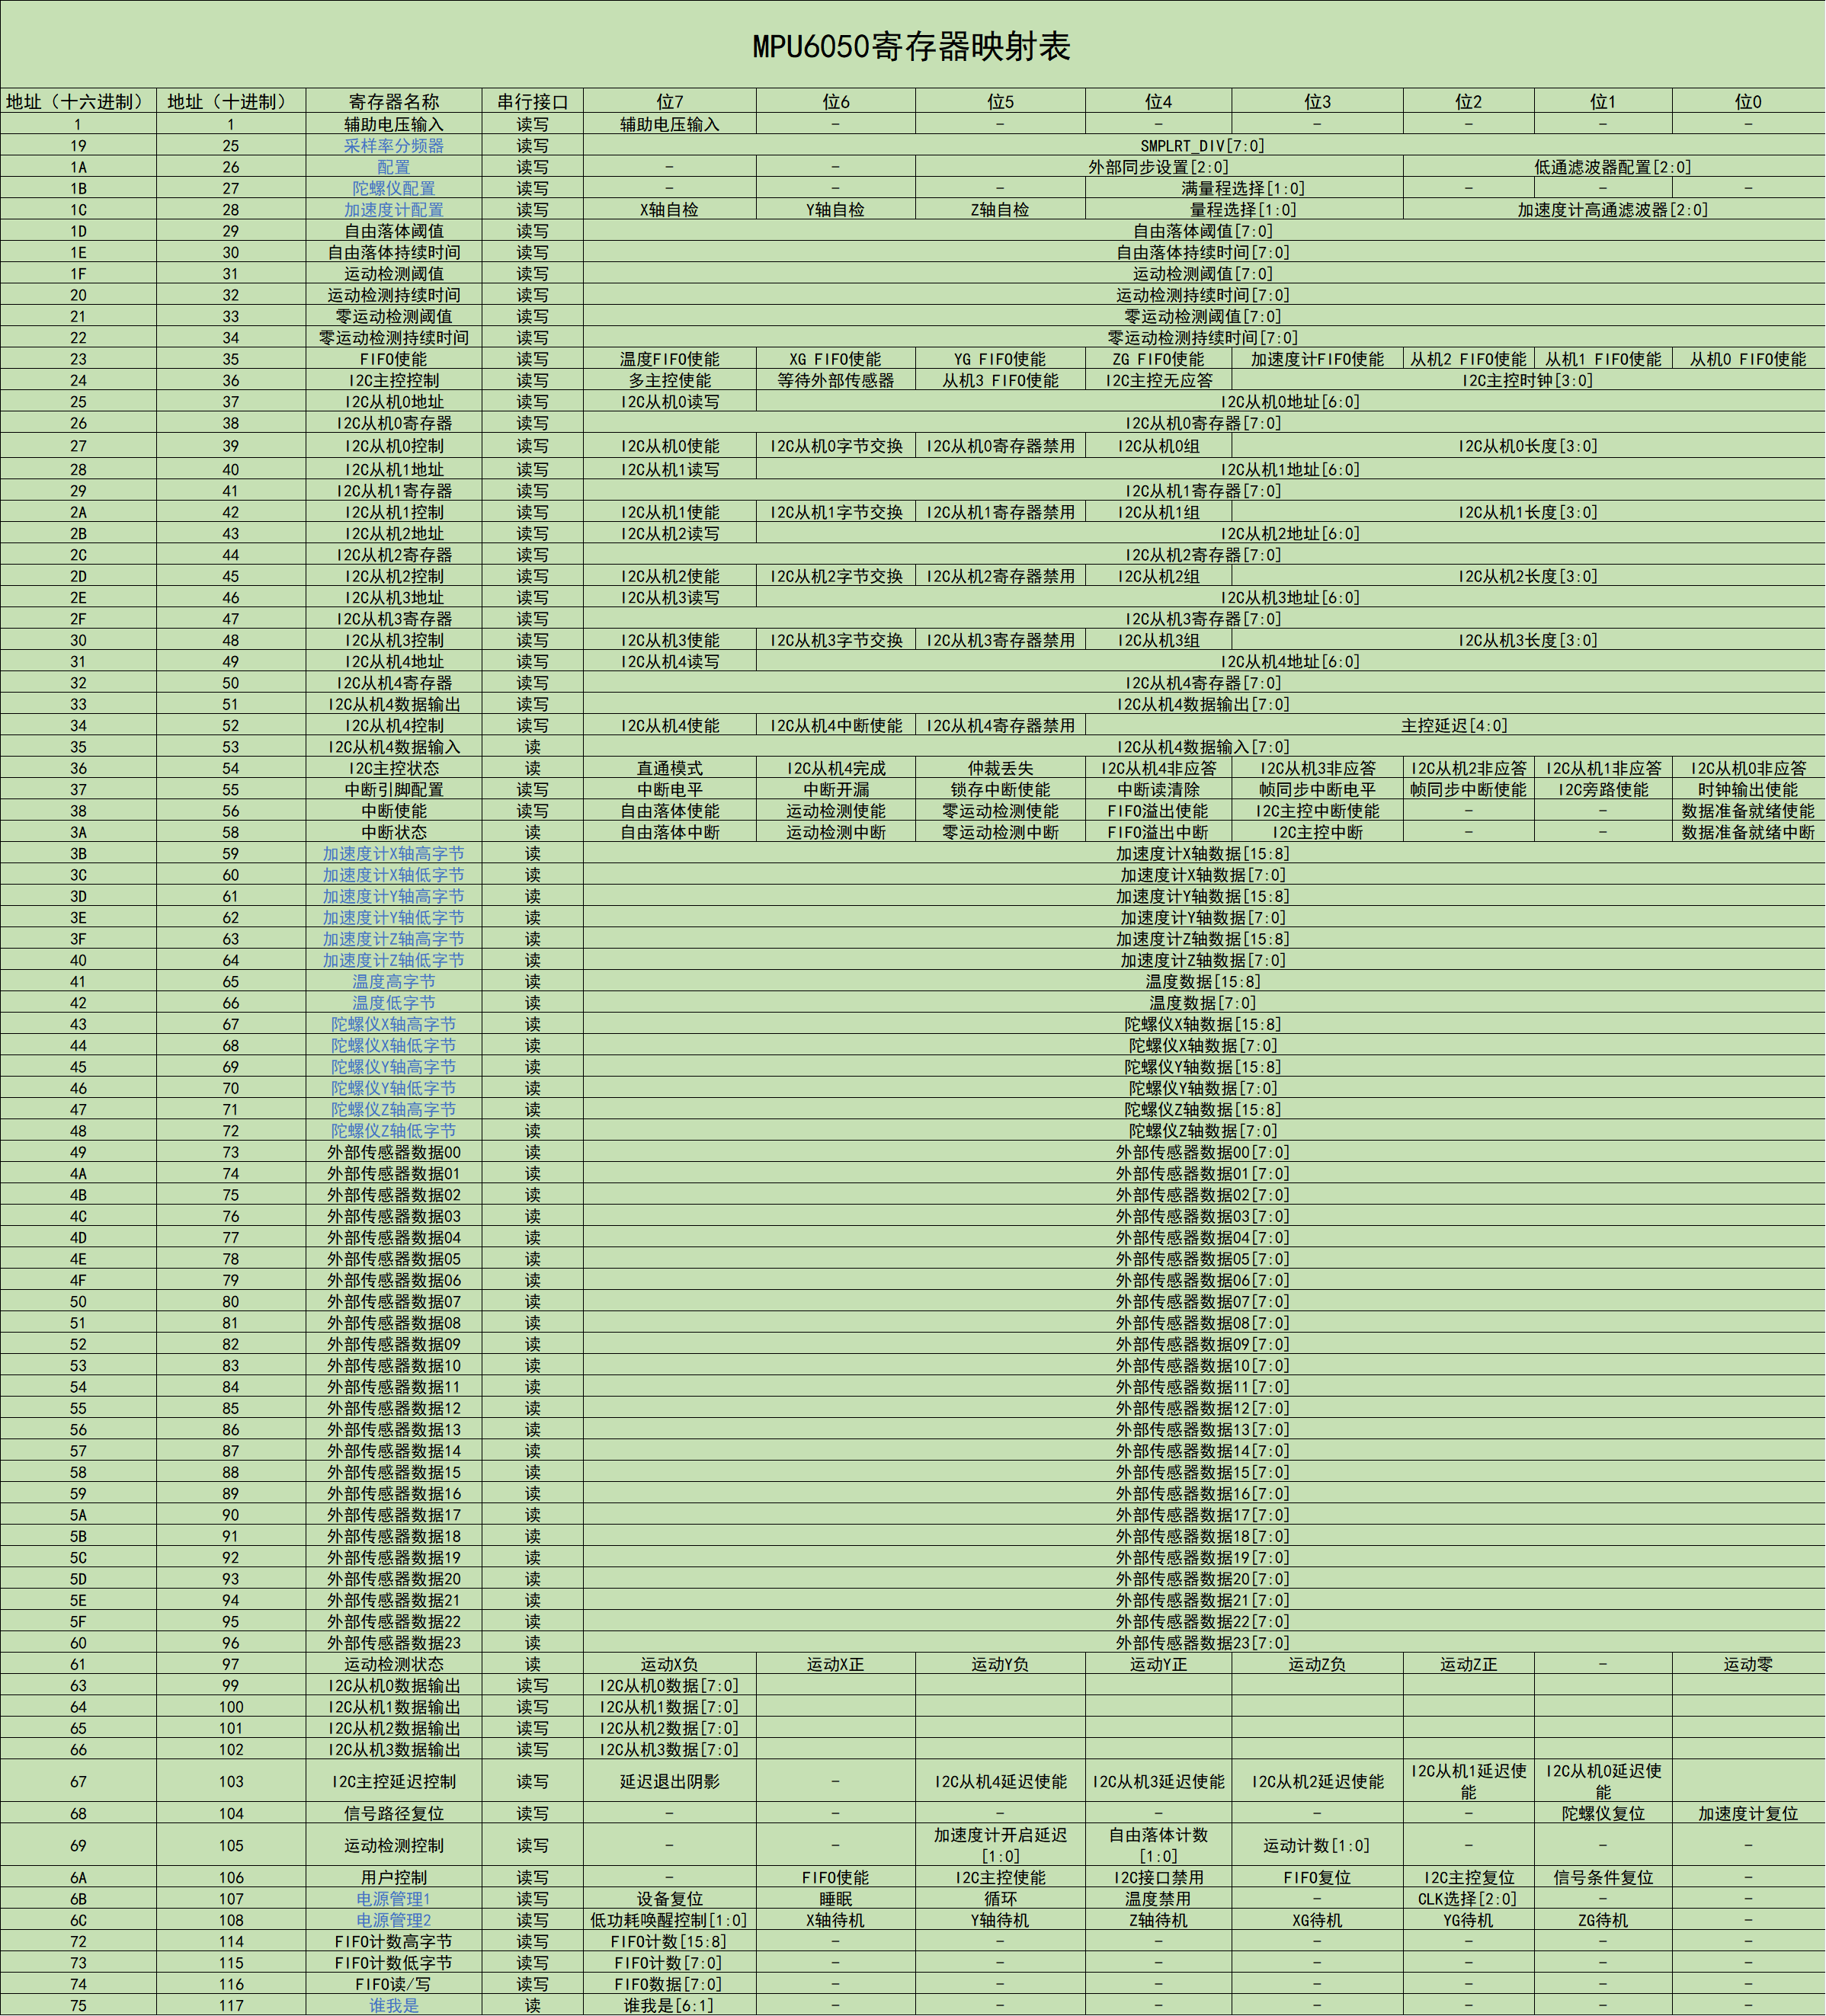 MPU6050寄存器映射表
地址（十六进制） 地址（十进制） 寄存器名称 串行接口 位7 位6 位5 位4 位3 位2 位1 位0
1 1 辅助电压输入 读写 辅助电压输入 - - - - - - -
19 25 采样率分频器 读写 SMPLRT_DIV[7:0]
1A 26 配置 读写 - - 外部同步设置[2:0] 低通滤波器配置[2:0]
1B 27 陀螺仪配置 读写 - - - 满量程选择[1:0] - - -
1C 28 加速度计配置 读写 X轴自检 Y轴自检 Z轴自检 量程选择[1:0] 加速度计高通滤波器[2:0]
1D 29 自由落体阈值 读写 自由落体阈值[7:0]
1E 30 自由落体持续时间 读写 自由落体持续时间[7:0]
1F 31 运动检测阈值 读写 运动检测阈值[7:0]
20 32 运动检测持续时间 读写 运动检测持续时间[7:0]
21 33 零运动检测阈值 读写 零运动检测阈值[7:0]
22 34 零运动检测持续时间 读写 零运动检测持续时间[7:0]
23 35 FIFO使能 读写 温度FIFO使能 XG FIFO使能 YG FIFO使能 ZG FIFO使能 加速度计FIFO使能 从机2 FIFO使能 从机1 FIFO使能 从机0 FIFO使能
24 36 I2C主控控制 读写 多主控使能 等待外部传感器 从机3 FIFO使能 I2C主控无应答 I2C主控时钟[3:0]
25 37 I2C从机0地址 读写 I2C从机0读写 I2C从机0地址[6:0]
26 38 I2C从机0寄存器 读写 I2C从机0寄存器[7:0]
27 39 I2C从机0控制 读写 I2C从机0使能 I2C从机0字节交换 I2C从机0寄存器禁用 I2C从机0组 I2C从机0长度[3:0]
28 40 I2C从机1地址 读写 I2C从机1读写 I2C从机1地址[6:0]
29 41 I2C从机1寄存器 读写 I2C从机1寄存器[7:0]
2A 42 I2C从机1控制 读写 I2C从机1使能 I2C从机1字节交换 I2C从机1寄存器禁用 I2C从机1组 I2C从机1长度[3:0]
2B 43 I2C从机2地址 读写 I2C从机2读写 I2C从机2地址[6:0]
2C 44 I2C从机2寄存器 读写 I2C从机2寄存器[7:0]
2D 45 I2C从机2控制 读写 I2C从机2使能 I2C从机2字节交换 I2C从机2寄存器禁用 I2C从机2组 I2C从机2长度[3:0]
2E 46 I2C从机3地址 读写 I2C从机3读写 I2C从机3地址[6:0]
2F 47 I2C从机3寄存器 读写 I2C从机3寄存器[7:0]
30 48 I2C从机3控制 读写 I2C从机3使能 I2C从机3字节交换 I2C从机3寄存器禁用 I2C从机3组 I2C从机3长度[3:0]
31 49 I2C从机4地址 读写 I2C从机4读写 I2C从机4地址[6:0]
32 50 I2C从机4寄存器 读写 I2C从机4寄存器[7:0]
33 51 I2C从机4数据输出 读写 I2C从机4数据输出[7:0]
34 52 I2C从机4控制 读写 I2C从机4使能 I2C从机4中断使能 I2C从机4寄存器禁用 主控延迟[4:0]
35 53 I2C从机4数据输入 读 I2C从机4数据输入[7:0]
36 54 I2C主控状态 读 直通模式 I2C从机4完成 仲裁丢失 I2C从机4非应答 I2C从机3非应答 I2C从机2非应答 I2C从机1非应答 I2C从机0非应答
37 55 中断引脚配置 读写 中断电平 中断开漏 锁存中断使能 中断读清除 帧同步中断电平 帧同步中断使能 I2C旁路使能 时钟输出使能
38 56 中断使能 读写 自由落体使能 运动检测使能 零运动检测使能 FIFO溢出使能 I2C主控中断使能 - - 数据准备就绪使能
3A 58 中断状态 读 自由落体中断 运动检测中断 零运动检测中断 FIFO溢出中断 I2C主控中断 - - 数据准备就绪中断
3B 59 加速度计X轴高字节 读 加速度计X轴数据[15:8]
3C 60 加速度计X轴低字节 读 加速度计X轴数据[7:0]
3D 61 加速度计Y轴高字节 读 加速度计Y轴数据[15:8]
3E 62 加速度计Y轴低字节 读 加速度计Y轴数据[7:0]
3F 63 加速度计Z轴高字节 读 加速度计Z轴数据[15:8]
40 64 加速度计Z轴低字节 读 加速度计Z轴数据[7:0]
41 65 温度高字节 读 温度数据[15:8]
42 66 温度低字节 读 温度数据[7:0]
43 67 陀螺仪X轴高字节 读 陀螺仪X轴数据[15:8]
44 68 陀螺仪X轴低字节 读 陀螺仪X轴数据[7:0]
45 69 陀螺仪Y轴高字节 读 陀螺仪Y轴数据[15:8]
46 70 陀螺仪Y轴低字节 读 陀螺仪Y轴数据[7:0]
47 71 陀螺仪Z轴高字节 读 陀螺仪Z轴数据[15:8]
48 72 陀螺仪Z轴低字节 读 陀螺仪Z轴数据[7:0]
49 73 外部传感器数据00 读 外部传感器数据00[7:0]
4A 74 外部传感器数据01 读 外部传感器数据01[7:0]
4B 75 外部传感器数据02 读 外部传感器数据02[7:0]
4C 76 外部传感器数据03 读 外部传感器数据03[7:0]
4D 77 外部传感器数据04 读 外部传感器数据04[7:0]
4E 78 外部传感器数据05 读 外部传感器数据05[7:0]
4F 79 外部传感器数据06 读 外部传感器数据06[7:0]
50 80 外部传感器数据07 读 外部传感器数据07[7:0]
51 81 外部传感器数据08 读 外部传感器数据08[7:0]
52 82 外部传感器数据09 读 外部传感器数据09[7:0]
53 83 外部传感器数据10 读 外部传感器数据10[7:0]
54 84 外部传感器数据11 读 外部传感器数据11[7:0]
55 85 外部传感器数据12 读 外部传感器数据12[7:0]
56 86 外部传感器数据13 读 外部传感器数据13[7:0]
57 87 外部传感器数据14 读 外部传感器数据14[7:0]
58 88 外部传感器数据15 读 外部传感器数据15[7:0]
59 89 外部传感器数据16 读 外部传感器数据16[7:0]
5A 90 外部传感器数据17 读 外部传感器数据17[7:0]
5B 91 外部传感器数据18 读 外部传感器数据18[7:0]
5C 92 外部传感器数据19 读 外部传感器数据19[7:0]
5D 93 外部传感器数据20 读 外部传感器数据20[7:0]
5E 94 外部传感器数据21 读 外部传感器数据21[7:0]
5F 95 外部传感器数据22 读 外部传感器数据22[7:0]
60 96 外部传感器数据23 读 外部传感器数据23[7:0]
61 97 运动检测状态 读 运动X负 运动X正 运动Y负 运动Y正 运动Z负 运动Z正 - 运动零
63 99 I2C从机0数据输出 读写 I2C从机0数据[7:0]
64 100 I2C从机1数据输出 读写 I2C从机1数据[7:0]
65 101 I2C从机2数据输出 读写 I2C从机2数据[7:0]
66 102 I2C从机3数据输出 读写 I2C从机3数据[7:0]
67 103 I2C主控延迟控制 读写 延迟退出阴影 - I2C从机4延迟使能 I2C从机3延迟使能 I2C从机2延迟使能 I2C从机1延迟使能 I2C从机0延迟使能
68 104 信号路径复位 读写 - - - - - - 陀螺仪复位 加速度计复位
69 105 运动检测控制 读写 - - 加速度计开启延迟[1:0] 自由落体计数[1:0] 运动计数[1:0] - - -
6A 106 用户控制 读写 - FIFO使能 I2C主控使能 I2C接口禁用 FIFO复位 I2C主控复位 信号条件复位 -
6B 107 电源管理1 读写 设备复位 睡眠 循环 温度禁用 - CLK选择[2:0] - -
6C 108 电源管理2 读写 低功耗唤醒控制[1:0] X轴待机 Y轴待机 Z轴待机 XG待机 YG待机 ZG待机 -
72 114 FIFO计数高字节 读写 FIFO计数[15:8] - - - - - - -
73 115 FIFO计数低字节 读写 FIFO计数[7:0] - - - - - - -
74 116 FIFO读/写 读写 FIFO数据[7:0] - - - - - - -
75 117 谁我是 读 谁我是[6:1] - - - - - - -